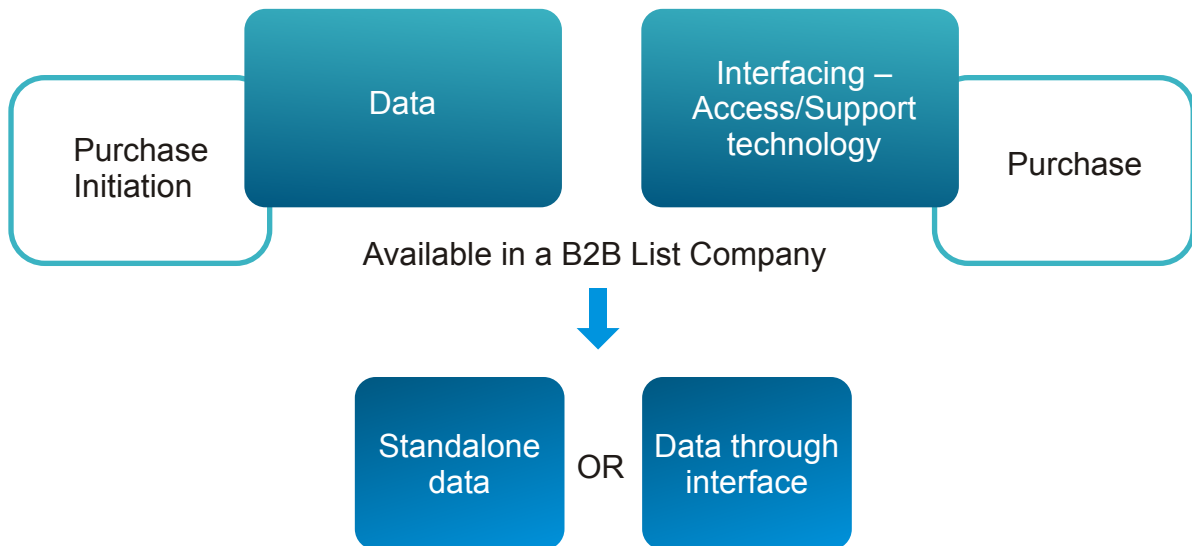 Purchase
Initiation
Data
Interfacing –
Access/Support
technology
Purchase
Available in a B2B List Company
Standalone
data
OR
Data through
interface